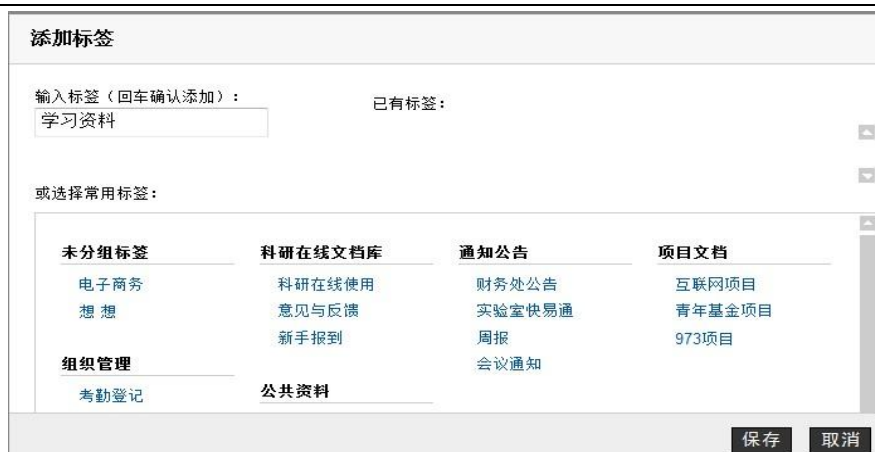 添加标签
输入标签（回车确认添加）：
已有标签：
学习资料
或选择常用标签：
未分组标签
电子商务
想 想
组织管理
考勤登记
科研在线文档库
科研在线使用
意见与反馈
新手报到
公共资料
通知公告
财务处公告
实验室快易通
周报
会议通知
项目文档
互联网项目
青年基金项目
973项目
保存
取消